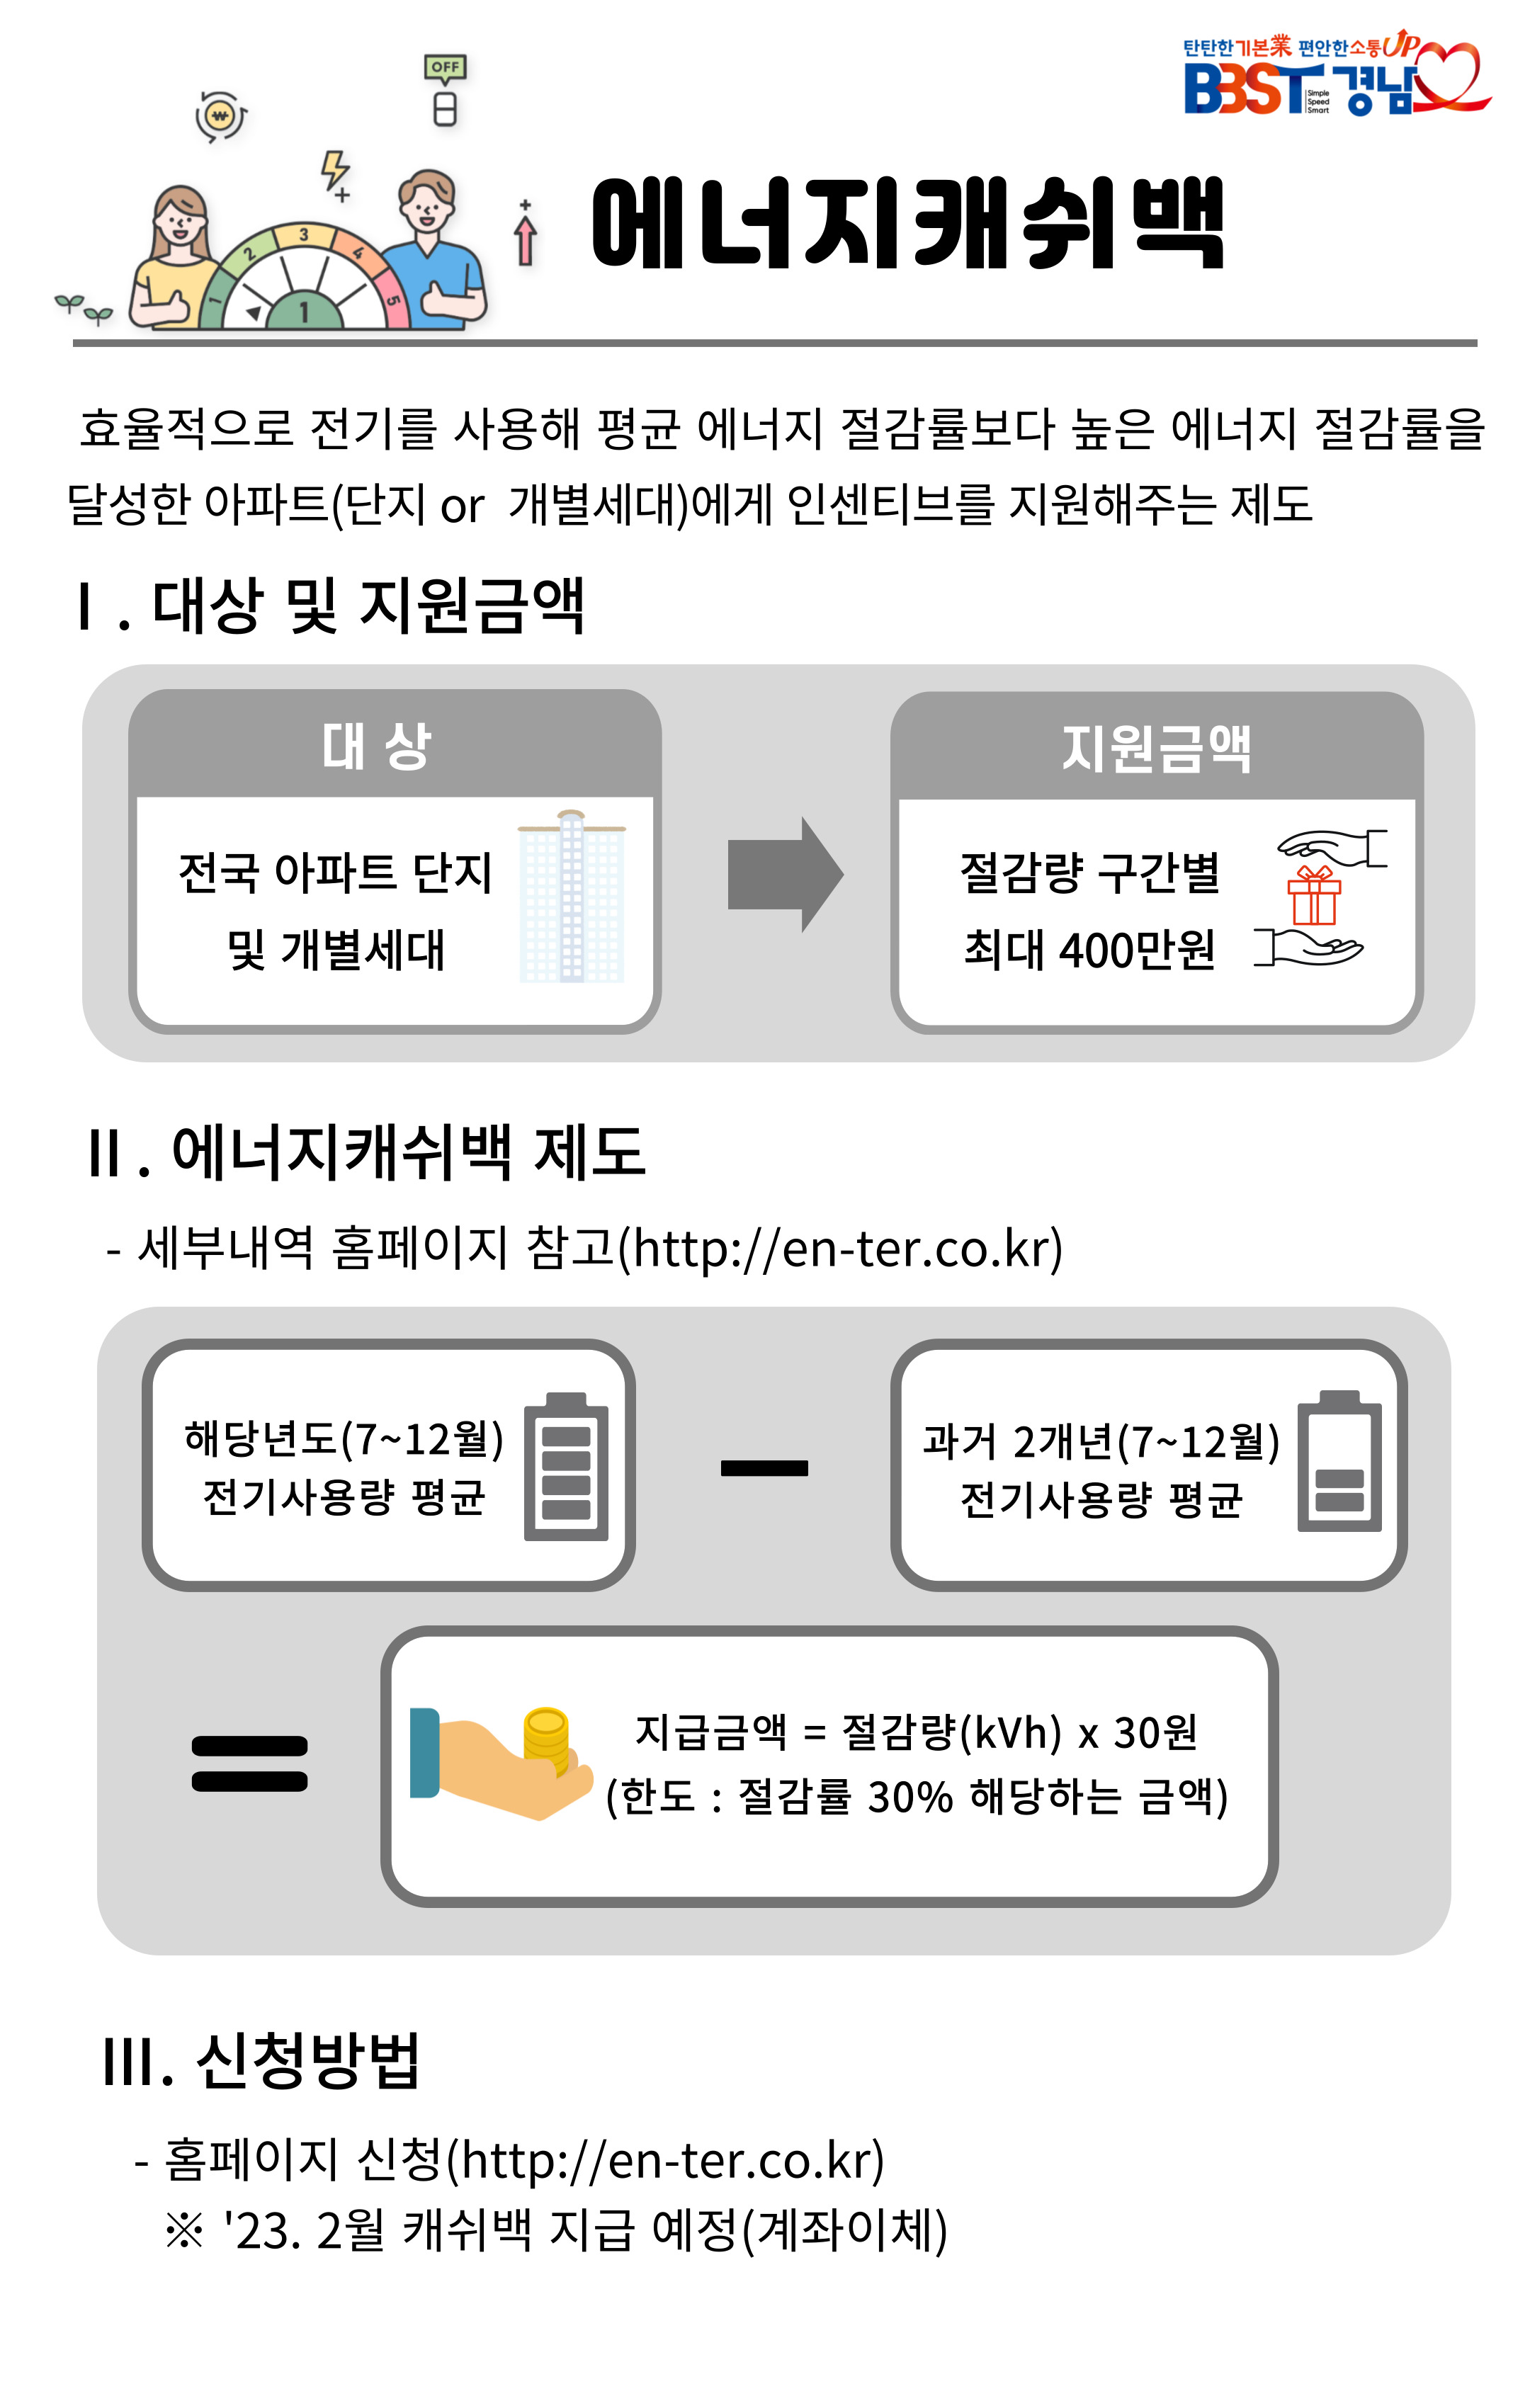 탄탄한기본業 편안한소통UP
BBST 경남
Simple
Speed
Smart
OFF
₩
1
2
3
4
5
1
에너지캐쉬백
효율적으로 전기를 사용해 평균 에너지 절감률보다 높은 에너지 절감률을
달성한 아파트(단지 or 개별세대)에게 인센티브를 지원해주는 제도
Ⅰ. 대상 및 지원금액
대 상
전국 아파트 단지
및 개별세대
지원금액
절감량 구간별
최대 400만원
Ⅱ. 에너지캐쉬백 제도
- 세부내역 홈페이지 참고(http://en-ter.co.kr)
해당년도(7~12월)
전기사용량 평균
과거 2개년(7~12월)
전기사용량 평균
지급금액 = 절감량(kVh) x 30원
(한도 : 절감률 30% 해당하는 금액)
Ⅲ. 신청방법
- 홈페이지 신청(http://en-ter.co.kr)
※ '23. 2월 캐쉬백 지급 예정(계좌이체)